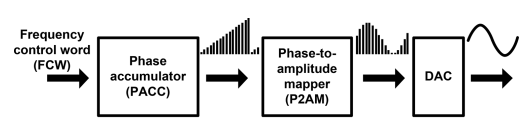 Frequency
control word
(FCW)
Phase
accumulator
(PACC)
Phase-to-
amplitude
mapper
(P2AM)
DAC